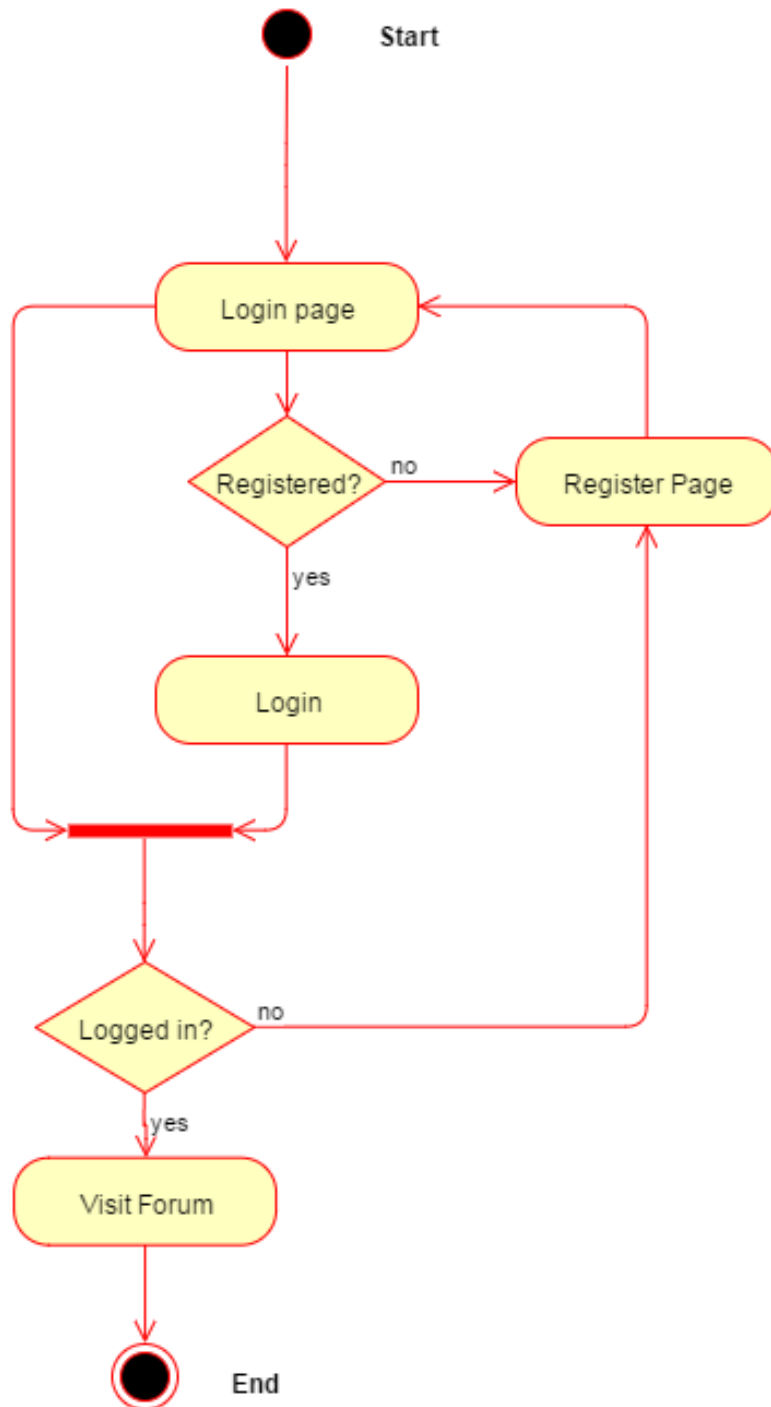 Start
Login page
Registered?
no
Register Page
yes
Login
Logged in?
no
yes
Visit Forum
End